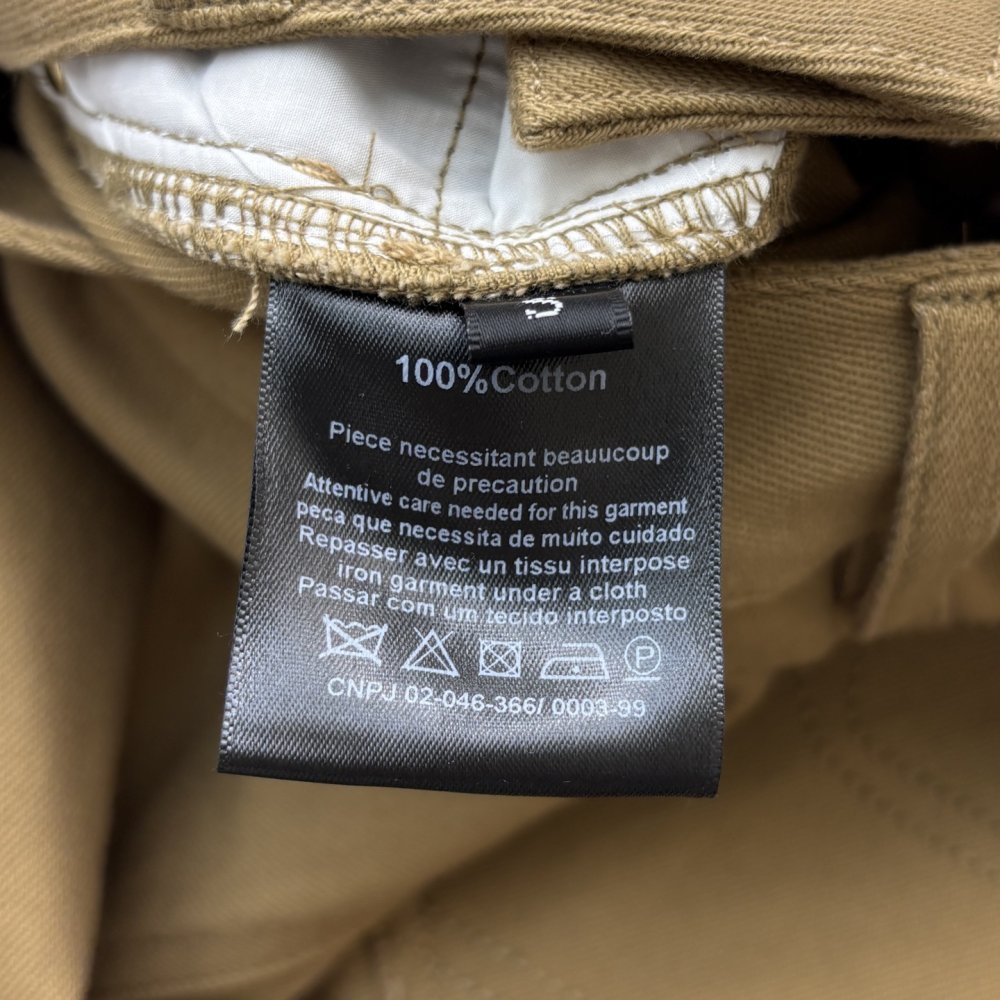 100%Cotton
Piece necessitant beauucoup
de precaution
Attentive care needed for this garment
peca que necessita de muito cuidado
Repasser avec un tissu interpose
iron garment under a cloth
Passar com um tecido interposto
P
CNPJ 02-046-366/ 0003-99